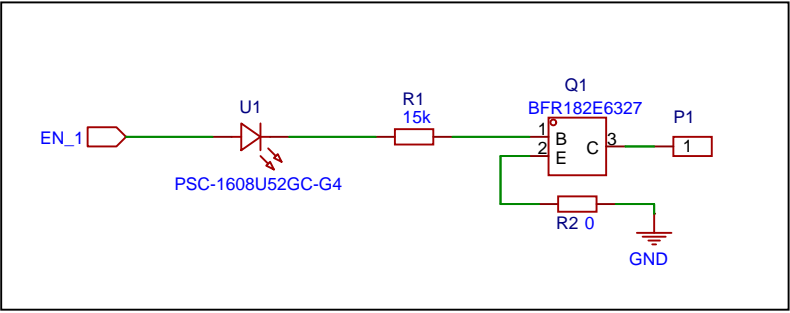 Q1
BFR182E6327
U1
R1
15k
P1
EN_1
1
B
3
1
2
E
C
PSC-1608U52GC-G4
R2 0
GND